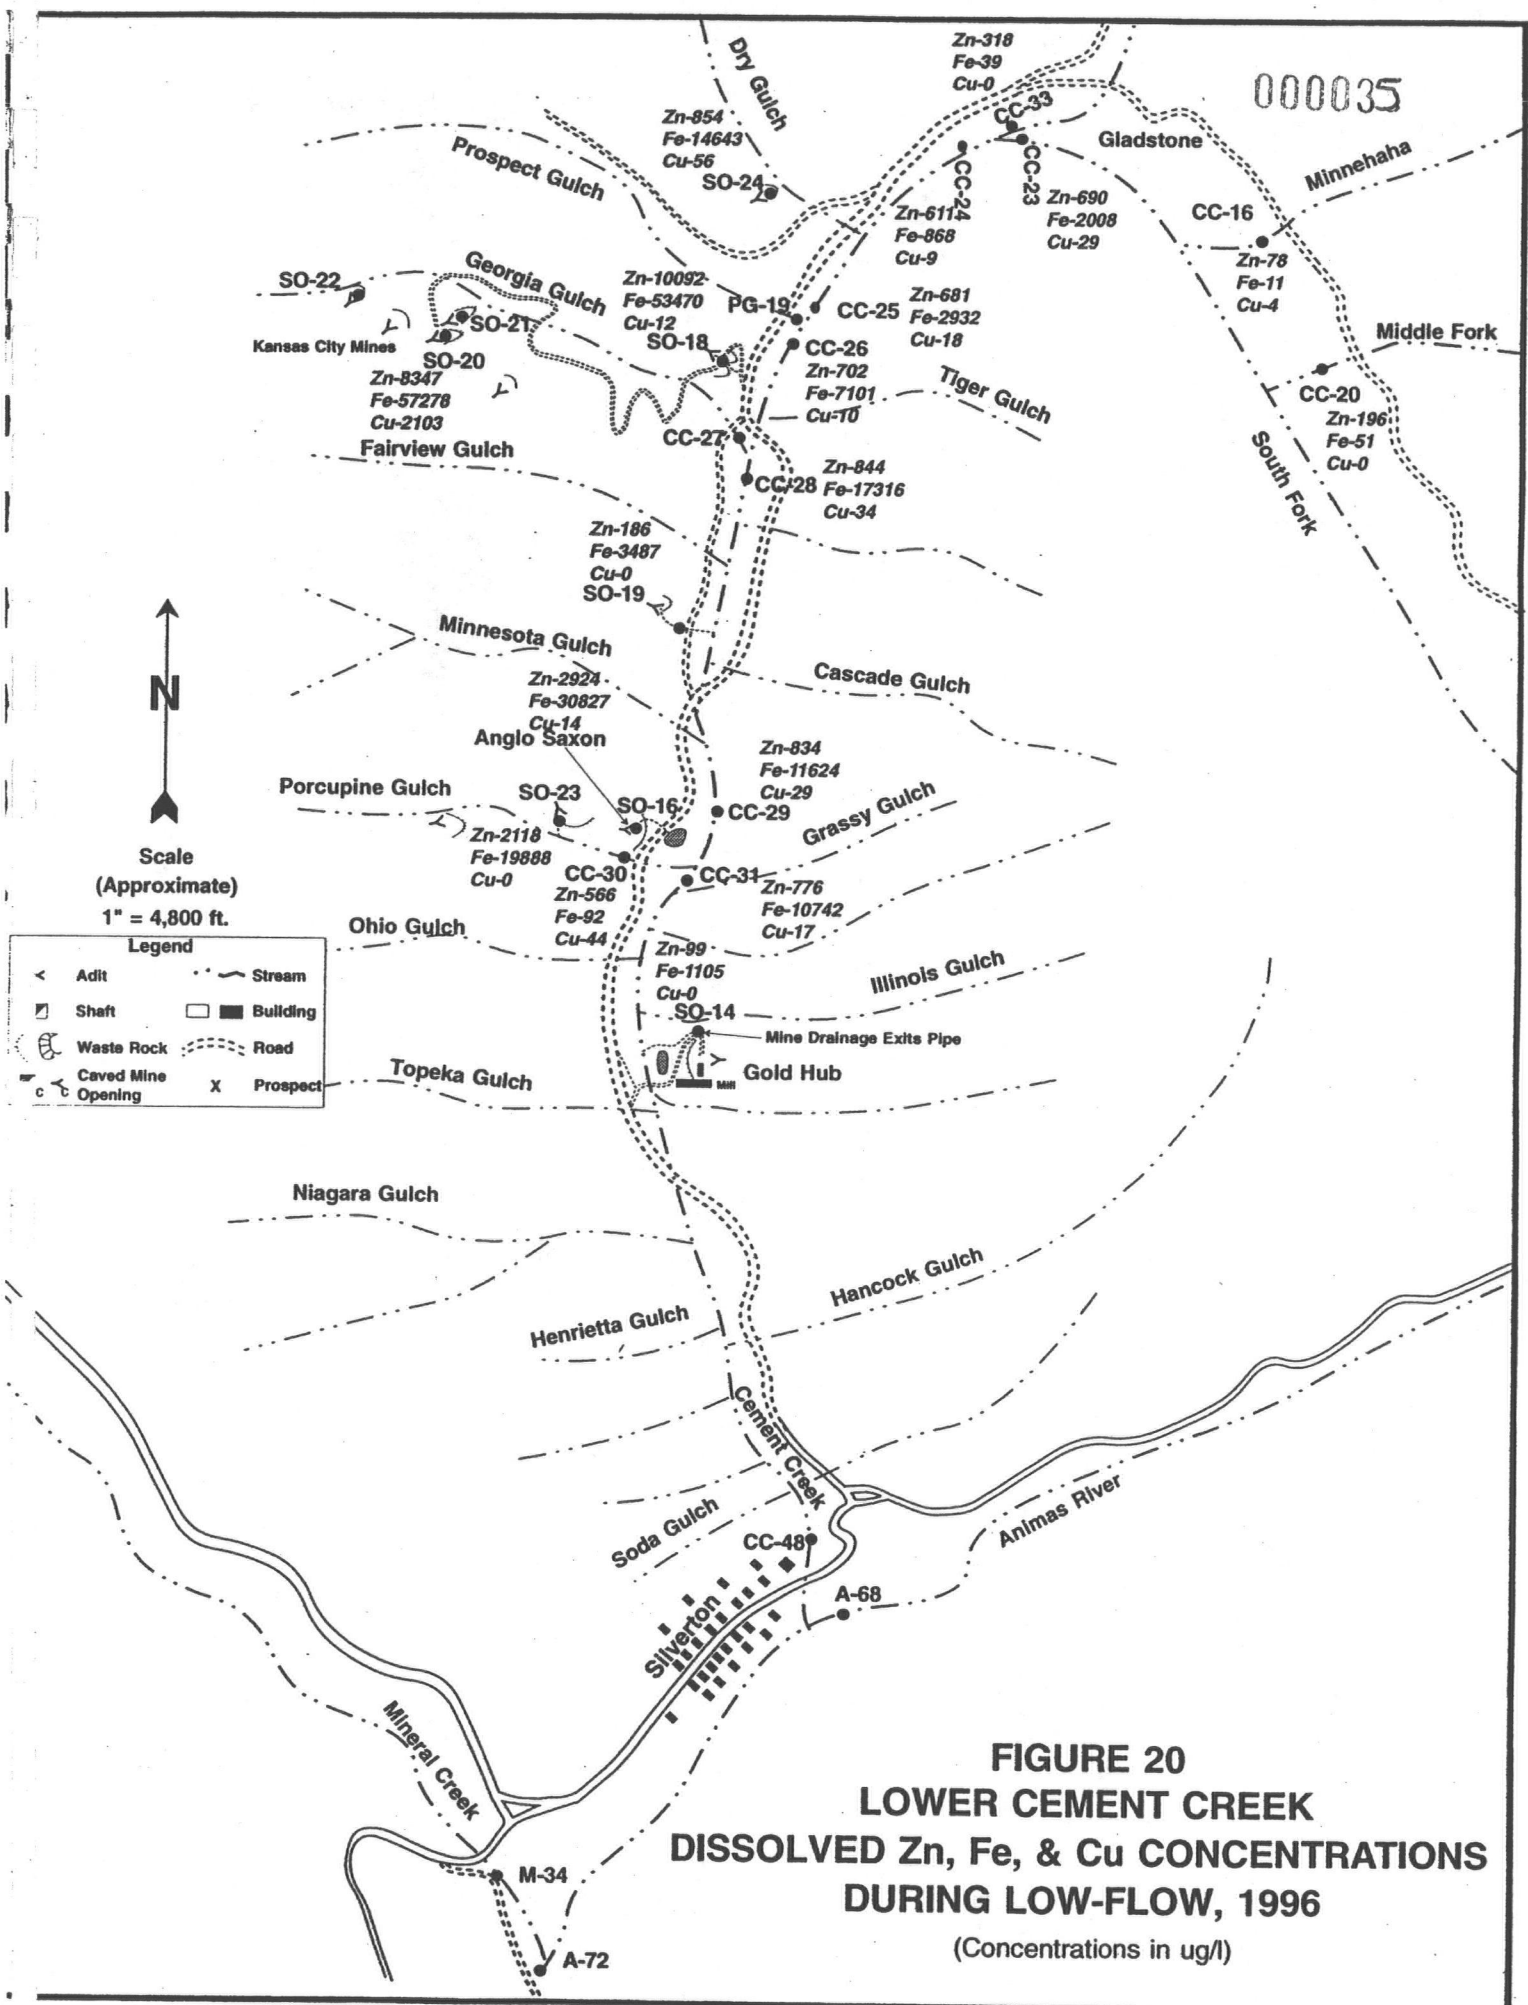 000035
Zn-318
Fe-39
Cu-0
CC-33
Gladstone
Minnehaha
Dry Gulch
Zn-854
Fe-14643
Cu-56
SO-24
Prospect Gulch
CC-24
CC-23
Zn-690
Fe-2008
Cu-29
CC-16
Zn-78
Fe-11
Cu-4
Zn-611
Fe-868
Cu-9
SO-22
Georgia Gulch
Zn-10092
Fe-53470
Cu-12
SO-18
PG-19
CC-25
Zn-681
Fe-2932
Cu-18
SO-21
Kansas City Mines
SO-20
Zn-8347
Fe-57278
Cu-2103
CC-26
Zn-702
Fe-7101
Cu-10
Tiger Gulch
Middle Fork
CC-20
Zn-196
Fe-51
Cu-0
South Fork
CC-27
Fairview Gulch
CC-28
Zn-844
Fe-17316
Cu-34
Zn-186
Fe-3487
Cu-0
SO-19
Minnesota Gulch
Cascade Gulch
Zn-2924
Fe-30827
Cu-14
Anglo Saxon
N
Zn-834
Fe-11624
Cu-29
CC-29
Porcupine Gulch
SO-23
SO-16
Grassy Gulch
Zn-2118
Fe-19888
Cu-0
CC-30
Zn-566
Fe-92
Cu-44
CC-31
Zn-776
Fe-10742
Cu-17
Scale
(Approximate)
1" = 4,800 ft.
Legend
Adit
Stream
Shaft
Building
Waste Rock
Road
C C Caved Mine
Opening
X Prospect
Ohio Gulch
Zn-99
Fe-1105
Cu-0
SO-14
Illinois Gulch
Mine Drainage Exits Pipe
Gold Hub
Mill
Topeka Gulch
Niagara Gulch
Hancock Gulch
Henrietta Gulch
Cement Creek
Soda Gulch
CC-48
Animas River
A-68
Silverton
Mineral Creek
M-34
A-72
FIGURE 20
LOWER CEMENT CREEK
DISSOLVED Zn, Fe, & Cu CONCENTRATIONS
DURING LOW-FLOW, 1996
(Concentrations in ug/l)